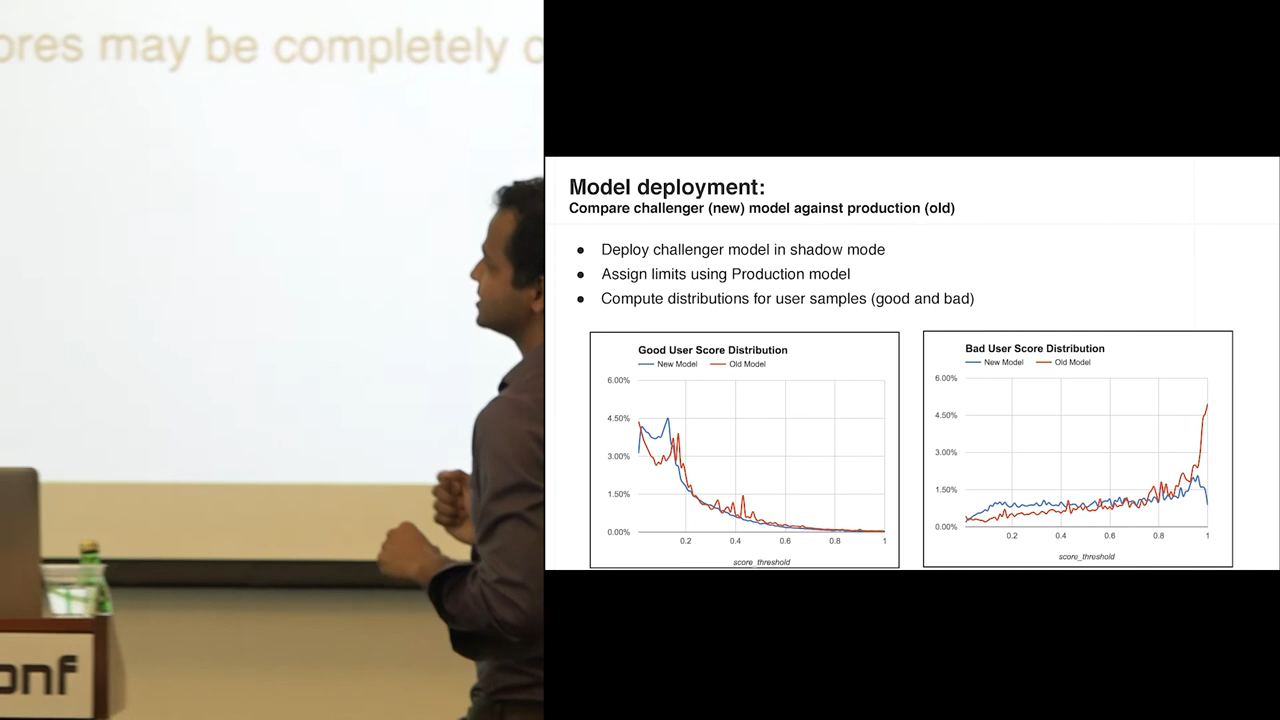 ores may be completely
onf
Model deployment:
Compare challenger (new) model against production (old)
● Deploy challenger model in shadow mode
● Assign limits using Production model
● Compute distributions for user samples (good and bad)
Good User Score Distribution
New Model Old Model
6.00%
4.50%
3.00%
1.50%
0.00%
0.2 0.4 0.6 0.8 1
score_threshold
Bad User Score Distribution
New Model Old Model
6.00%
4.50%
3.00%
1.50%
0.00%
0.2 0.4 0.6 0.8 1
score_threshold